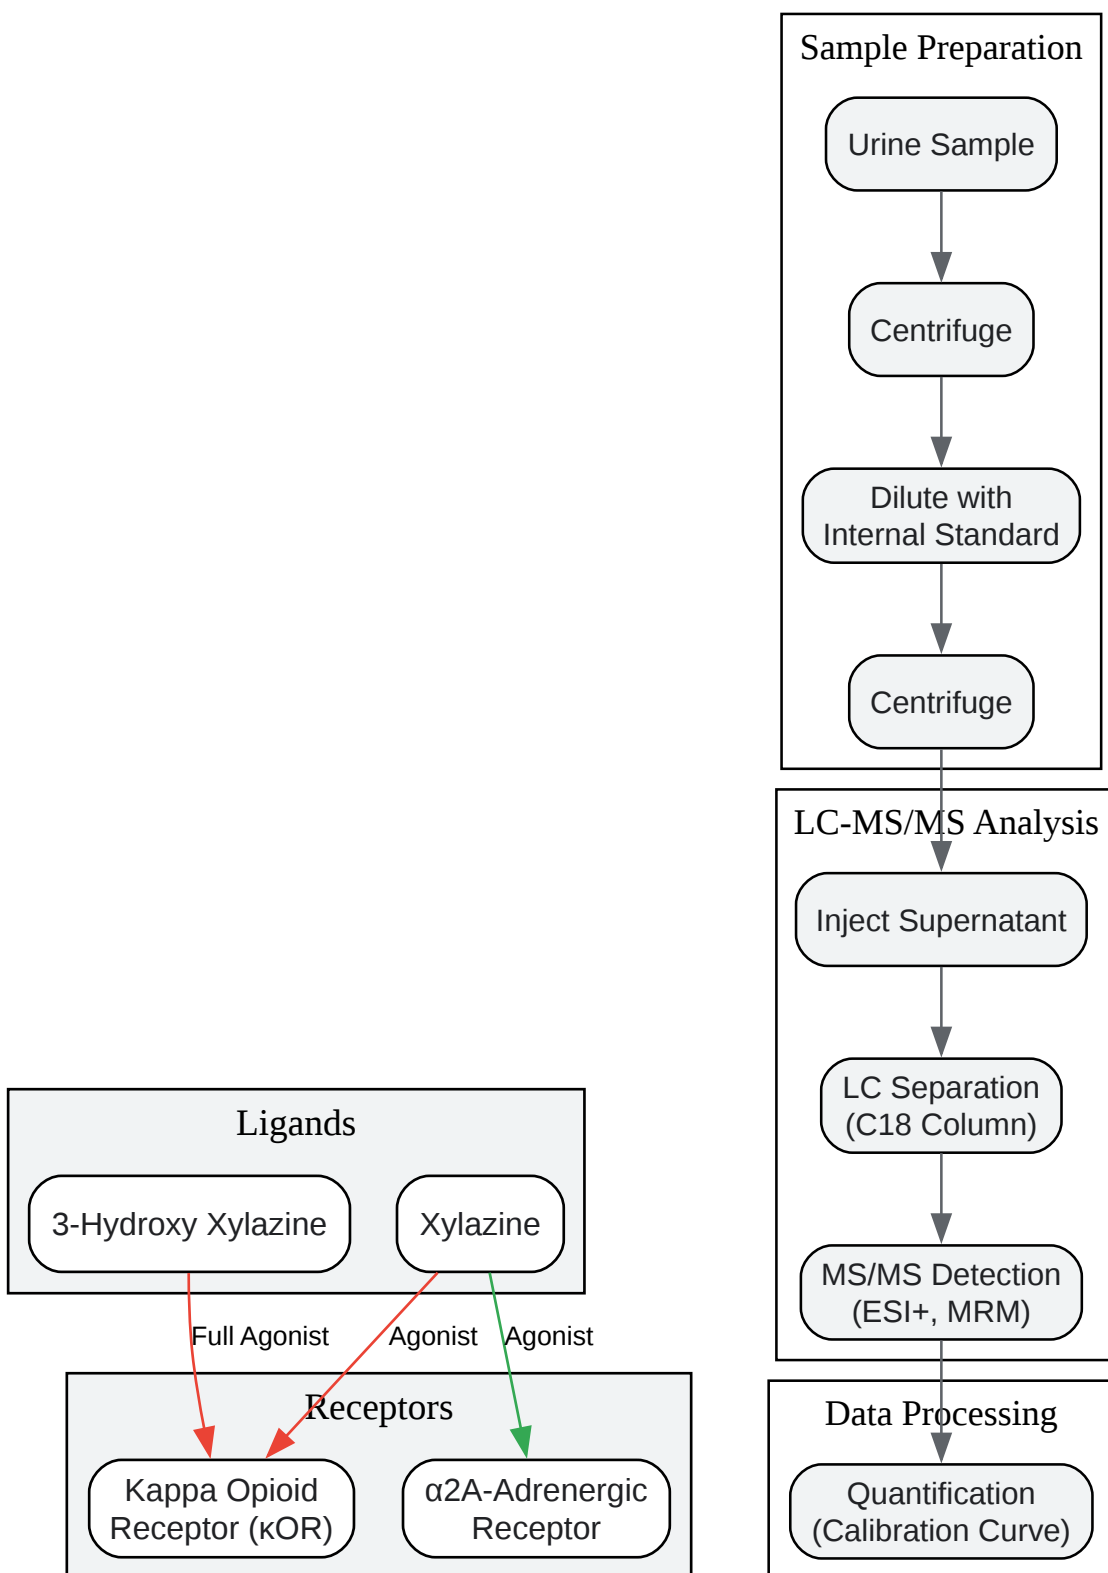 Sample Preparation
Urine Sample
Centrifuge
Dilute with
Internal Standard
Centrifuge
LC-MS/MS Analysis
Inject Supernatant
LC Separation
(C18 Column)
MS/MS Detection
(ESI+, MRM)
Data Processing
Quantification
(Calibration Curve)
Ligands
3-Hydroxy Xylazine
Xylazine
Full Agonist
Agonist
Agonist
Receptors
Kappa Opioid
Receptor (κOR)
α2A-Adrenergic
Receptor